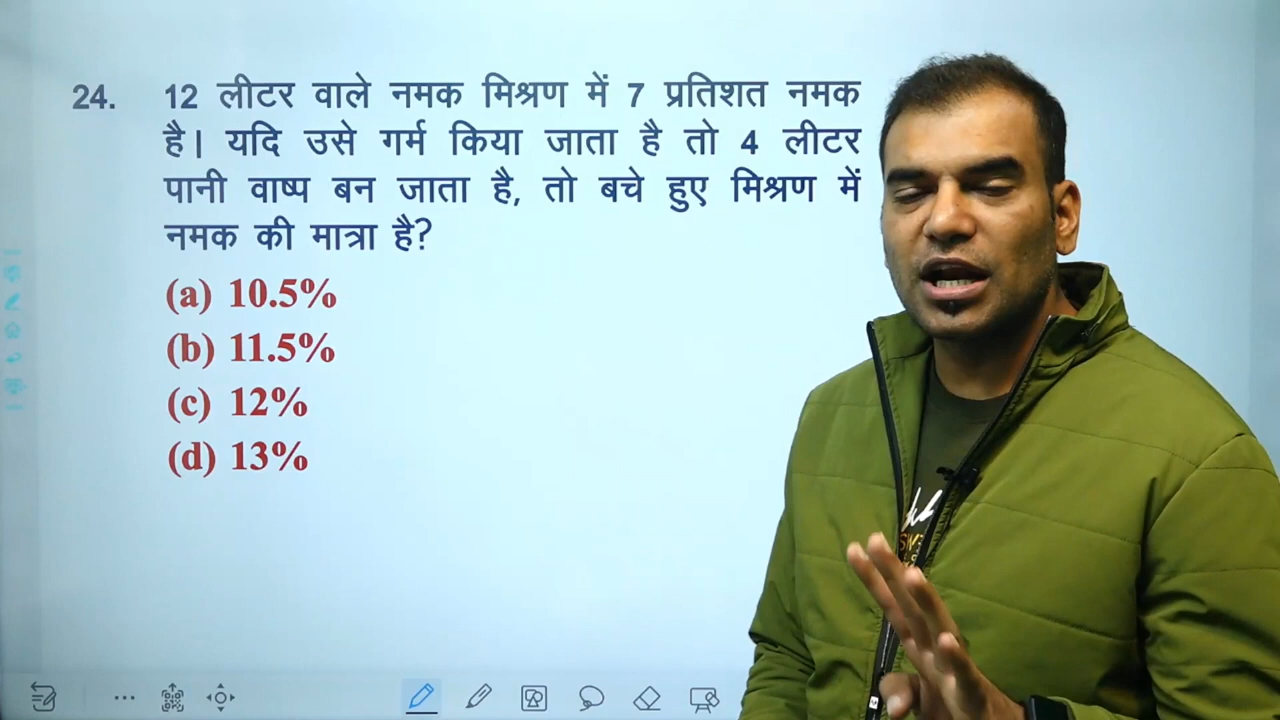 24. 12 लीटर वाले नमक मिश्रण में 7 प्रतिशत नमक
है। यदि उसे गर्म किया जाता है तो 4 लीटर
पानी वाष्प बन जाता है, तो बचे हुए मिश्रण में
नमक की मात्रा है?
(a) 10.5%
(b) 11.5%
(c) 12%
(d) 13%